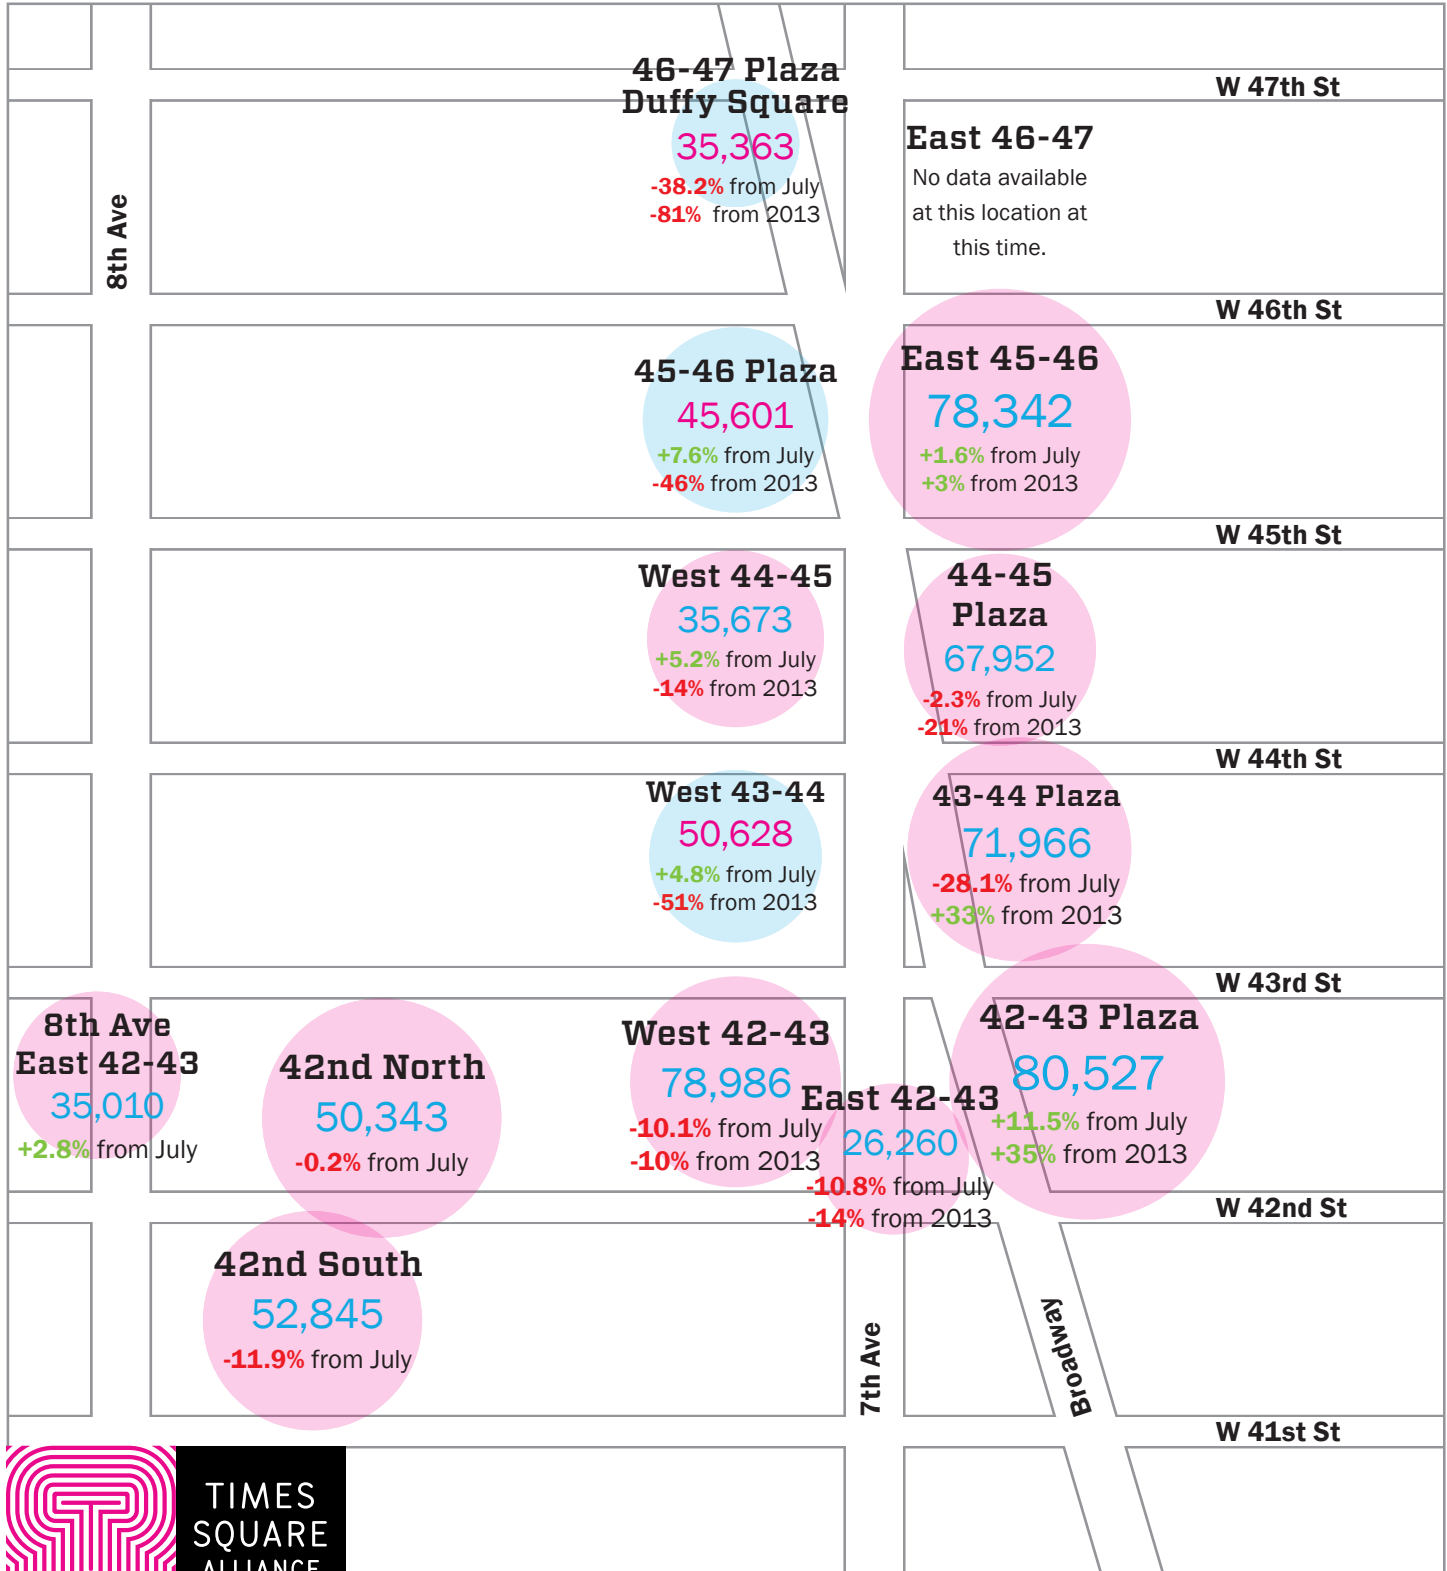 46-47 Plaza
Duffy Square
35,363
-38.2% from July
-81% from 2013
W 47th St
East 46-47
No data available
at this location at
this time.
8th Ave
W 46th St
45-46 Plaza
45,601
+7.6% from July
-46% from 2013
East 45-46
78,342
+1.6% from July
+3% from 2013
W 45th St
West 44-45
35,673
+5.2% from July
-14% from 2013
44-45
Plaza
67,952
-2.3% from July
-21% from 2013
W 44th St
West 43-44
50,628
+4.8% from July
-51% from 2013
43-44 Plaza
71,966
-28.1% from July
+33% from 2013
W 43rd St
8th Ave
East 42-43
35,010
+2.8% from July
42nd North
50,343
-0.2% from July
West 42-43
78,986
-10.1% from July
-10% from 2013
East 42-43
26,260
-10.8% from July
-14% from 2013
42-43 Plaza
80,527
+11.5% from July
+35% from 2013
W 42nd St
42nd South
52,845
-11.9% from July
7th Ave
Broadway
W 41st St
TIMES
SQUARE
ALLIANCE